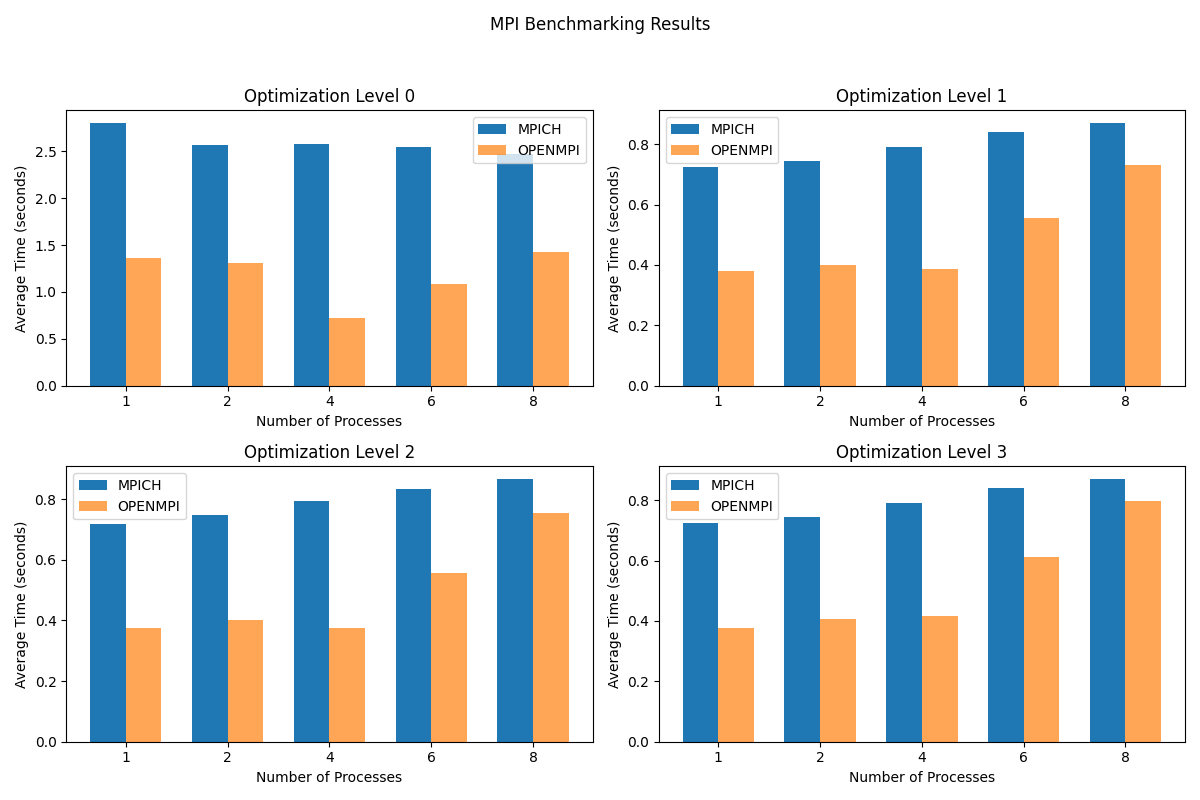 MPI Benchmarking Results
Optimization Level 0
MPICH
OPENMPI
Average Time (seconds)
2.5
2.0
1.5
1.0
0.5
0.0
1 2 4 6 8
Number of Processes
Optimization Level 1
MPICH
OPENMPI
Average Time (seconds)
0.8
0.6
0.4
0.2
0.0
1 2 4 6 8
Number of Processes
Optimization Level 2
MPICH
OPENMPI
Average Time (seconds)
0.8
0.6
0.4
0.2
0.0
1 2 4 6 8
Number of Processes
Optimization Level 3
MPICH
OPENMPI
Average Time (seconds)
0.8
0.6
0.4
0.2
0.0
1 2 4 6 8
Number of Processes